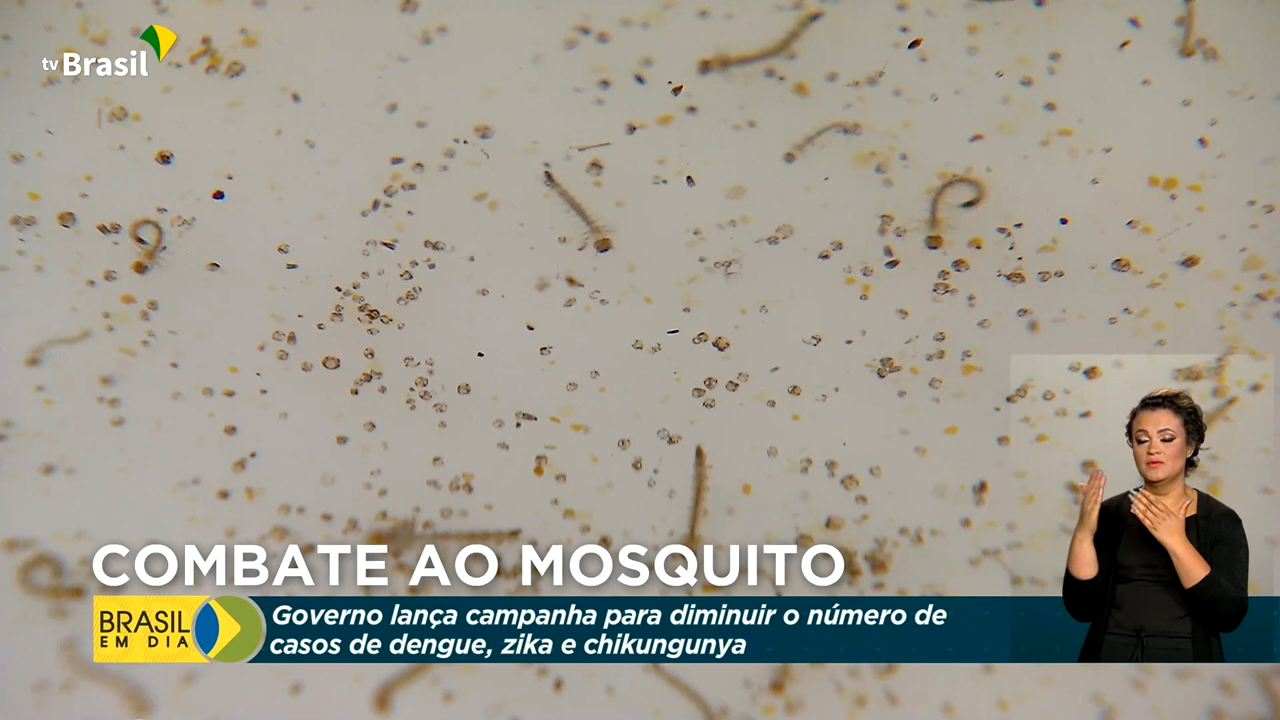 tv Brasil
COMBATE AO MOSQUITO
BRASIL
EM DIA
Governo lança campanha para diminuir o número de
casos de dengue, zika e chikungunya